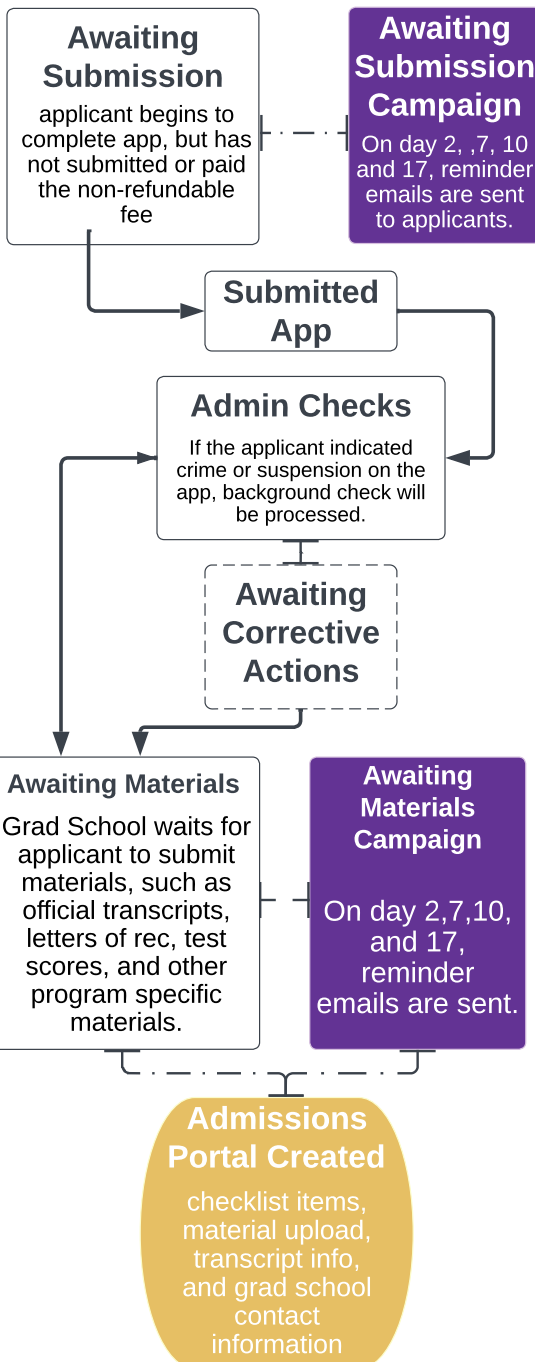 Awaiting
Submission
applicant begins to
complete app, but has
not submitted or paid
the non-refundable
fee
Awaiting
Submission
Campaign
On day 2, ,7, 10
and 17, reminder
emails are sent
to applicants.
Submitted
App
Admin Checks
If the applicant indicated
crime or suspension on the
app, background check will
be processed.
Awaiting
Corrective
Actions
Awaiting Materials
Grad School waits for
applicant to submit
materials, such as
official transcripts,
letters of rec, test
scores, and other
program specific
materials.
Awaiting
Materials
Campaign
On day 2,7,10,
and 17,
reminder
emails are sent.
Admissions
Portal Created
checklist items,
material upload,
transcript info,
and grad school
contact
information